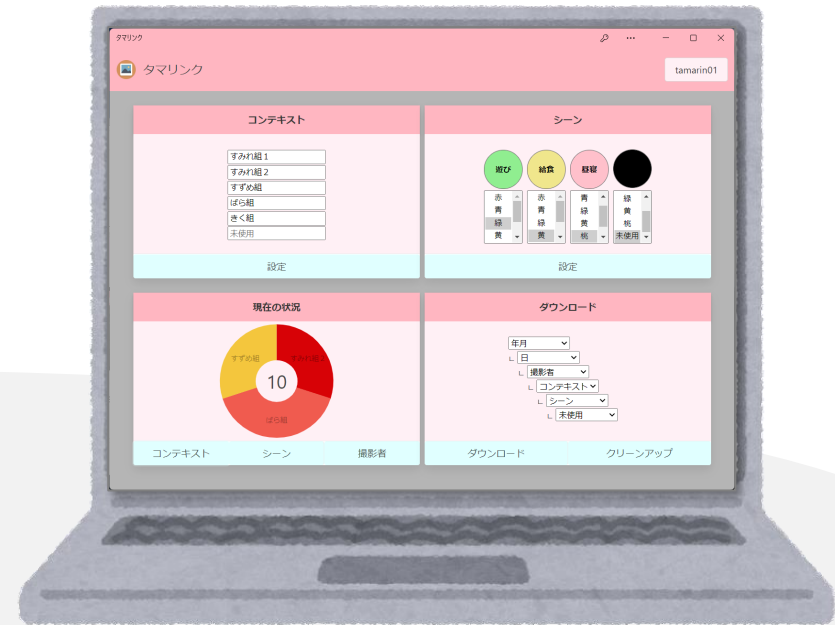 タマリンク
タマリンク
tamarin01
コンテキスト
すみれ組1
すみれ組2
すずめ組
ばら組
きく組
未使用
設定
シーン
遊び 給食 昼寝
赤 赤 青 緑
青 青 緑 黄
緑 緑 黄 桃
黄 黄 桃 未使用
設定
現在の状況
すずめ組
10
ばら組
コンテキスト シーン 撮影者
ダウンロード
年月
日
撮影者
コンテキスト
シーン
未使用
ダウンロード クリーンアップ